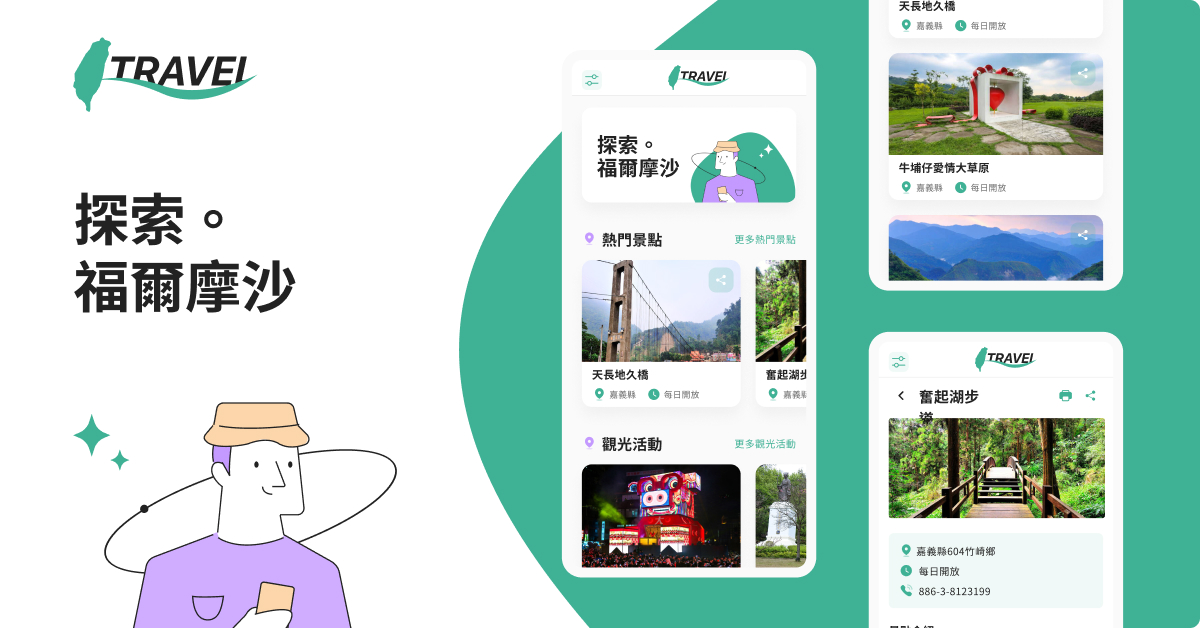 TRAVEL
探索。
福爾摩沙
TRAVEL
探索。
福爾摩沙
熱門景點
更多熱門景點
天長地久橋
嘉義縣
每日開放
奮起湖步
嘉義縣
觀光活動
更多觀光活動
天長地久橋
嘉義縣
每日開放
牛埔仔愛情大草原
嘉義縣
每日開放
TRAVEL
奮起湖步
道
嘉義縣604竹崎鄉
每日開放
886-3-8123199